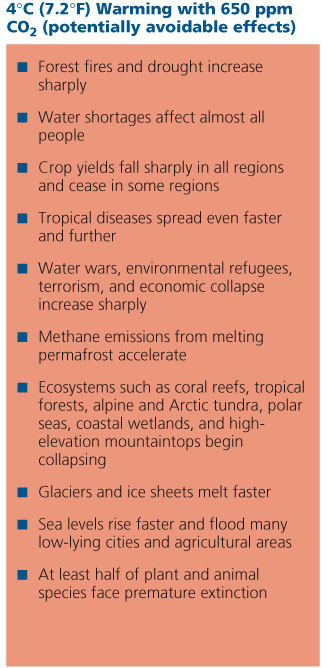 4°C (7.2°F) Warming with 650 ppm
CO₂ (potentially avoidable effects)
■ Forest fires and drought increase
sharply
■ Water shortages affect almost all
people
■ Crop yields fall sharply in all regions
and cease in some regions
■ Tropical diseases spread even faster
and further
■ Water wars, environmental refugees,
terrorism, and economic collapse
increase sharply
■ Methane emissions from melting
permafrost accelerate
■ Ecosystems such as coral reefs, tropical
forests, alpine and Arctic tundra, polar
seas, coastal wetlands, and high-
elevation mountaintops begin
collapsing
■ Glaciers and ice sheets melt faster
■ Sea levels rise faster and flood many
low-lying cities and agricultural areas
■ At least half of plant and animal
species face premature extinction